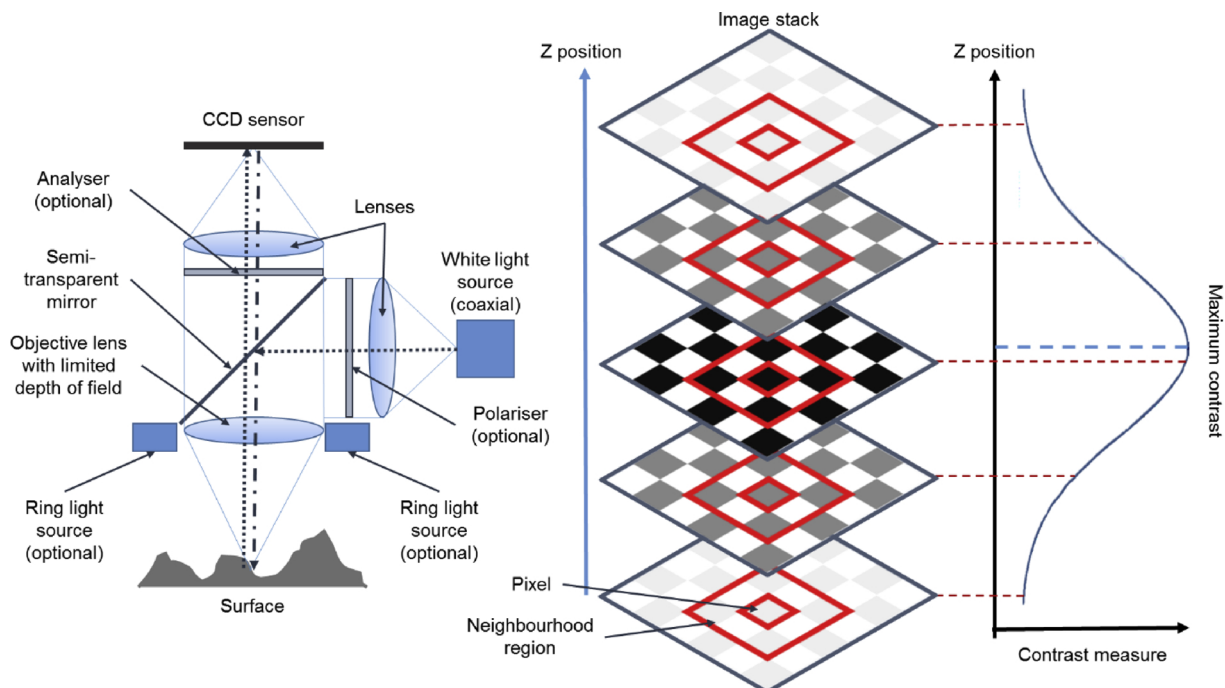 CCD sensor
Analyser
(optional)
Lenses
Semi-
transparent
mirror
White light
source
(coaxial)
Objective lens
with limited
depth of field
Polariser
(optional)
Ring light
source
(optional)
Ring light
source
(optional)
Surface
Image stack
Z position
Pixel
Neighbourhood
region
Z position
Maximum contrast
Contrast measure